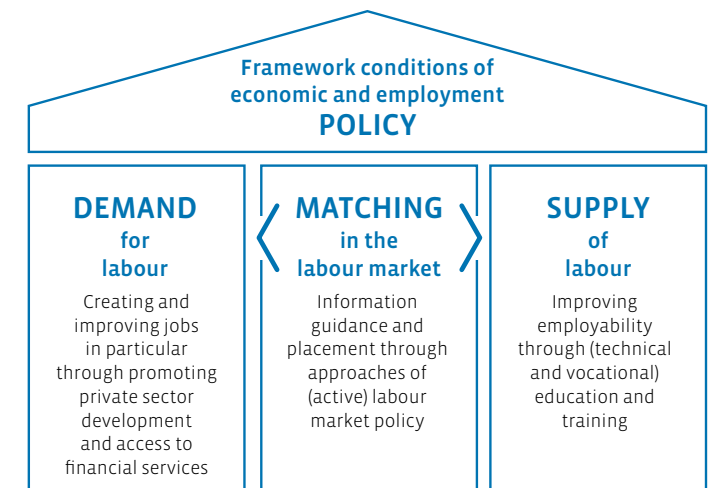 Framework conditions of
economic and employment
POLICY
DEMAND
for
labour
Creating and
improving jobs
in particular
through promoting
private sector
development
and access to
financial services
MATCHING
in the
labour market
Information
guidance and
placement through
approaches of
(active) labour
market policy
SUPPLY
of
labour
Improving
employability
through (technical
and vocational)
education and
training